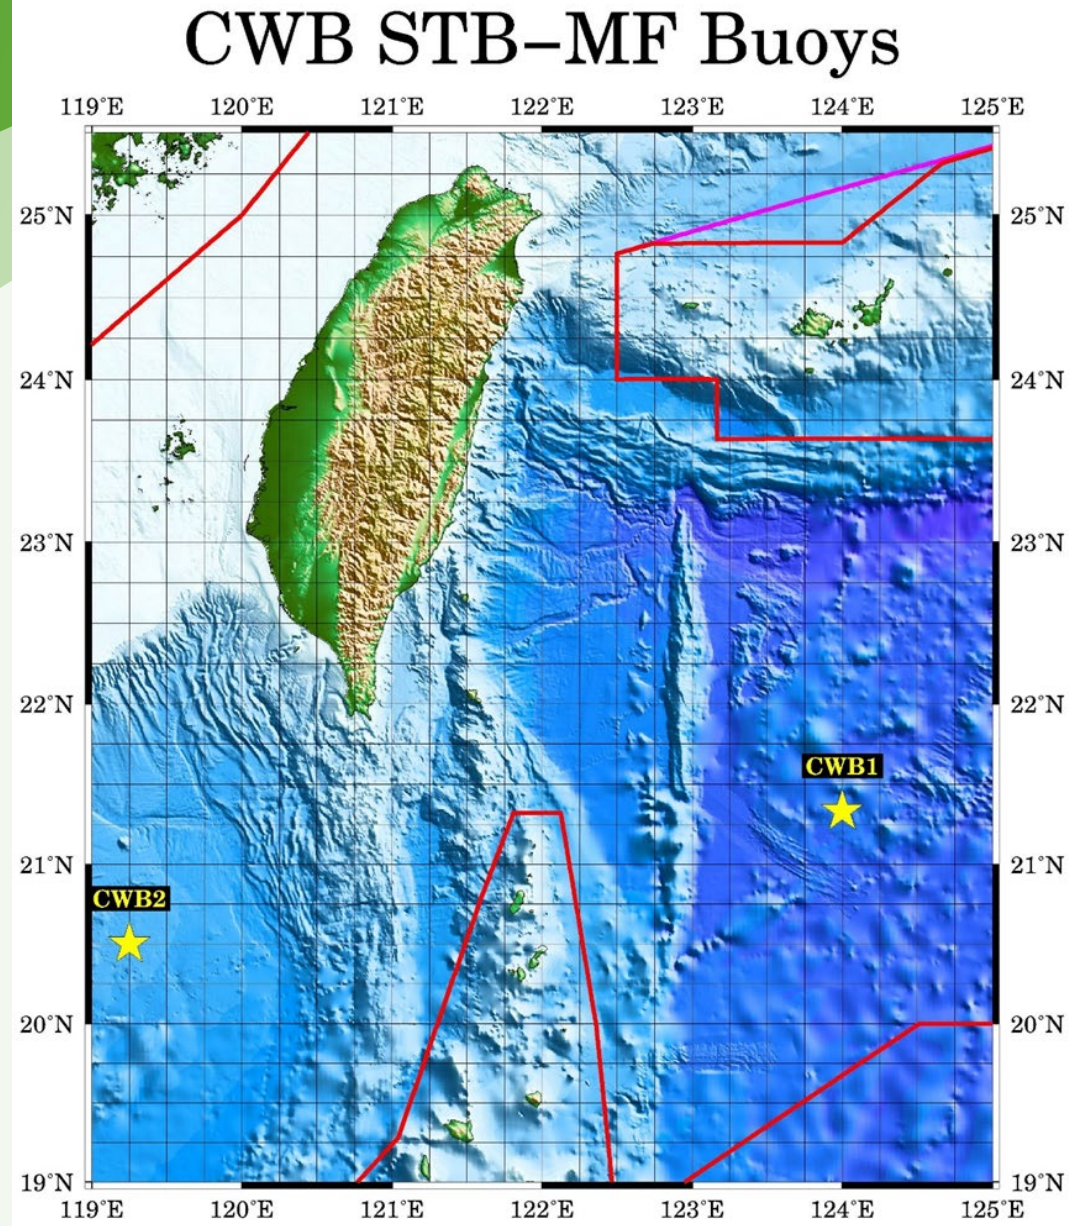 CWB STB-MF Buoys
119°E 120°E 121°E 122°E 123°E 124°E 125°E
25°N 25°N
24°N 24°N
23°N 23°N
22°N 22°N
CWB1
21°N 21°N
CWB2
20°N 20°N
19°N 19°N
119°E 120°E 121°E 122°E 123°E 124°E 125°E